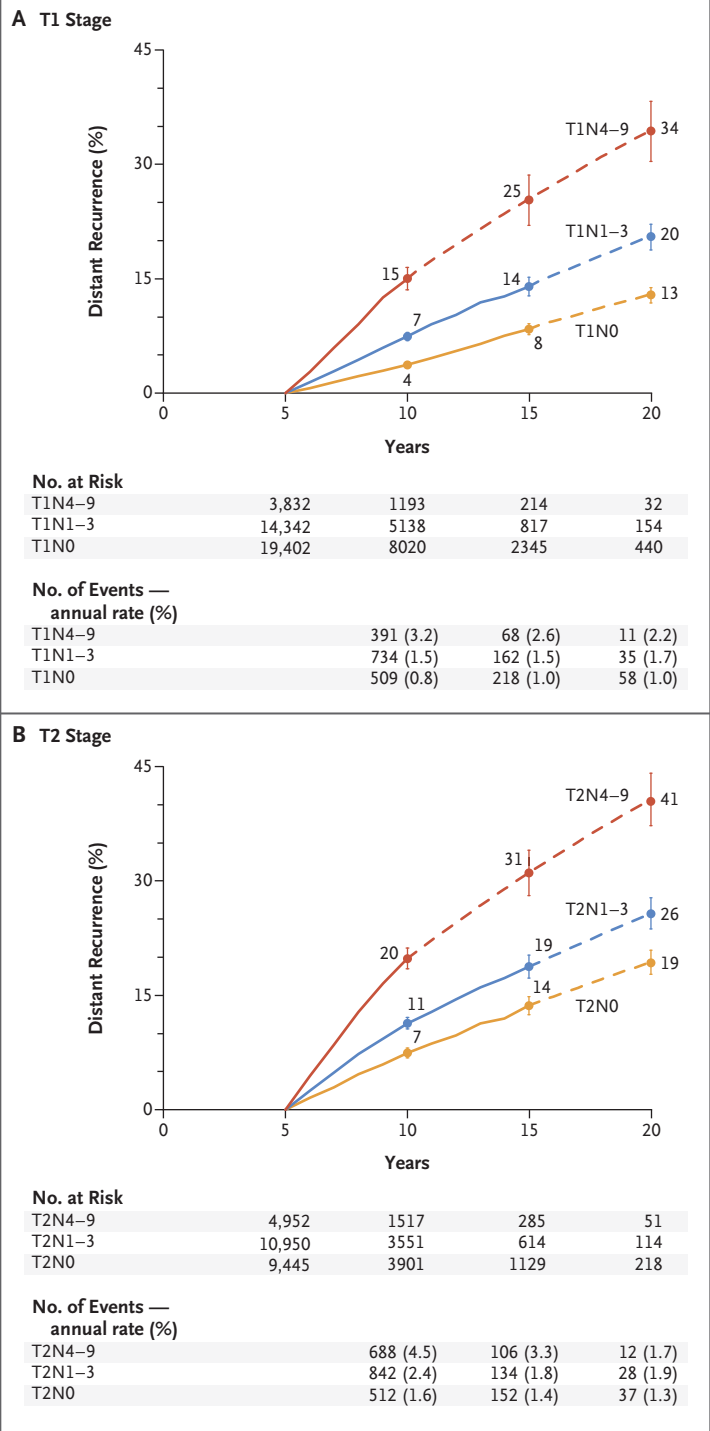 A T1 Stage
45
30
15
0
Distant Recurrence (%)
T1N4–9
34
25
15
T1N1–3
20
14
7
13
T1N0
8
4
0 5 10 15 20
Years
No. at Risk
T1N4–9 3,832 1193 214 32
T1N1–3 14,342 5138 817 154
T1N0 19,402 8020 2345 440
No. of Events —
annual rate (%)
T1N4–9 391 (3.2) 68 (2.6) 11 (2.2)
T1N1–3 734 (1.5) 162 (1.5) 35 (1.7)
T1N0 509 (0.8) 218 (1.0) 58 (1.0)
B T2 Stage
45
30
15
0
Distant Recurrence (%)
T2N4–9
41
31
20
T2N1–3
26
19
11
19
14
T2N0
7
0 5 10 15 20
Years
No. at Risk
T2N4–9 4,952 1517 285 51
T2N1–3 10,950 3551 614 114
T2N0 9,445 3901 1129 218
No. of Events —
annual rate (%)
T2N4–9 688 (4.5) 106 (3.3) 12 (1.7)
T2N1–3 842 (2.4) 134 (1.8) 28 (1.9)
T2N0 512 (1.6) 152 (1.4) 37 (1.3)